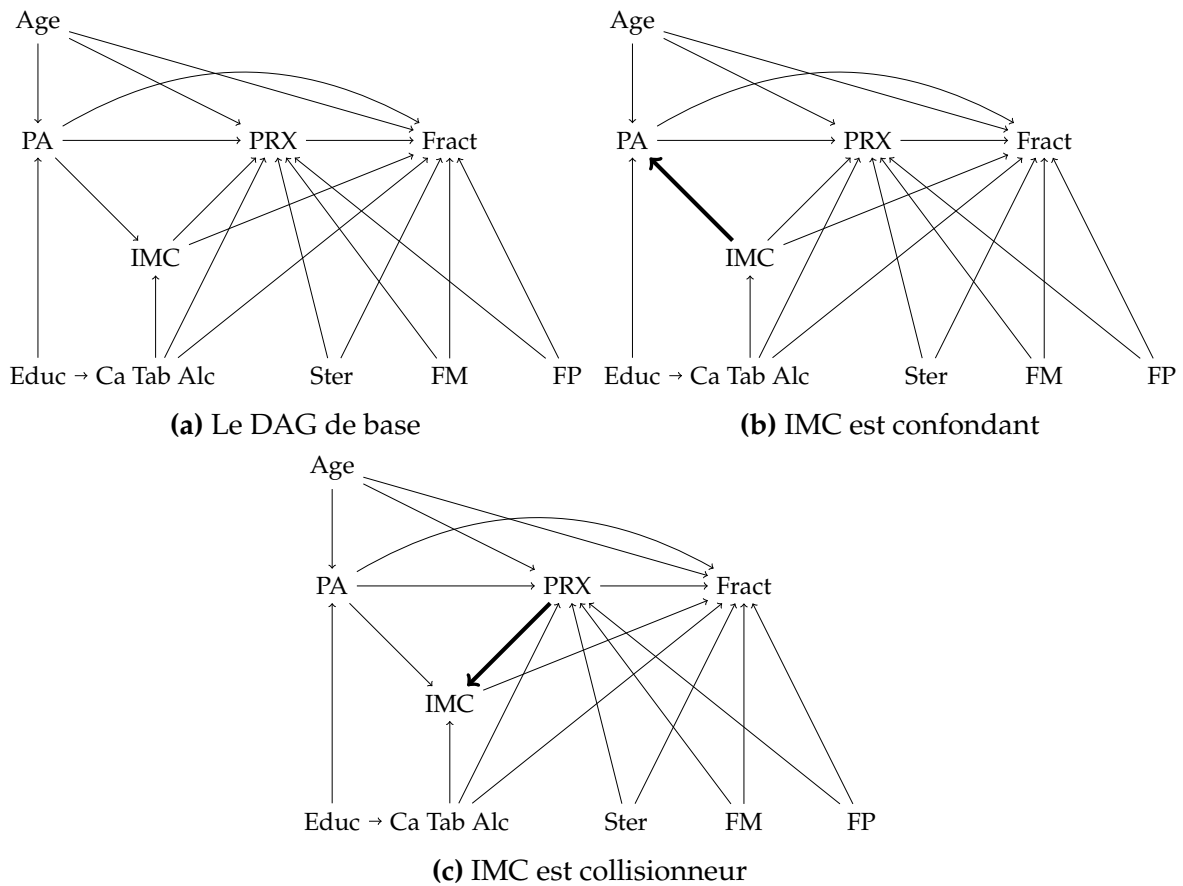 Age
PA PRX Fract
IMC
Educ → Ca Tab Alc Ster FM FP
(a) Le DAG de base
Age
PA PRX Fract
IMC
Educ → Ca Tab Alc Ster FM FP
(b) IMC est confondant
Age
PA PRX Fract
IMC
Educ → Ca Tab Alc Ster FM FP
(c) IMC est collisionneur